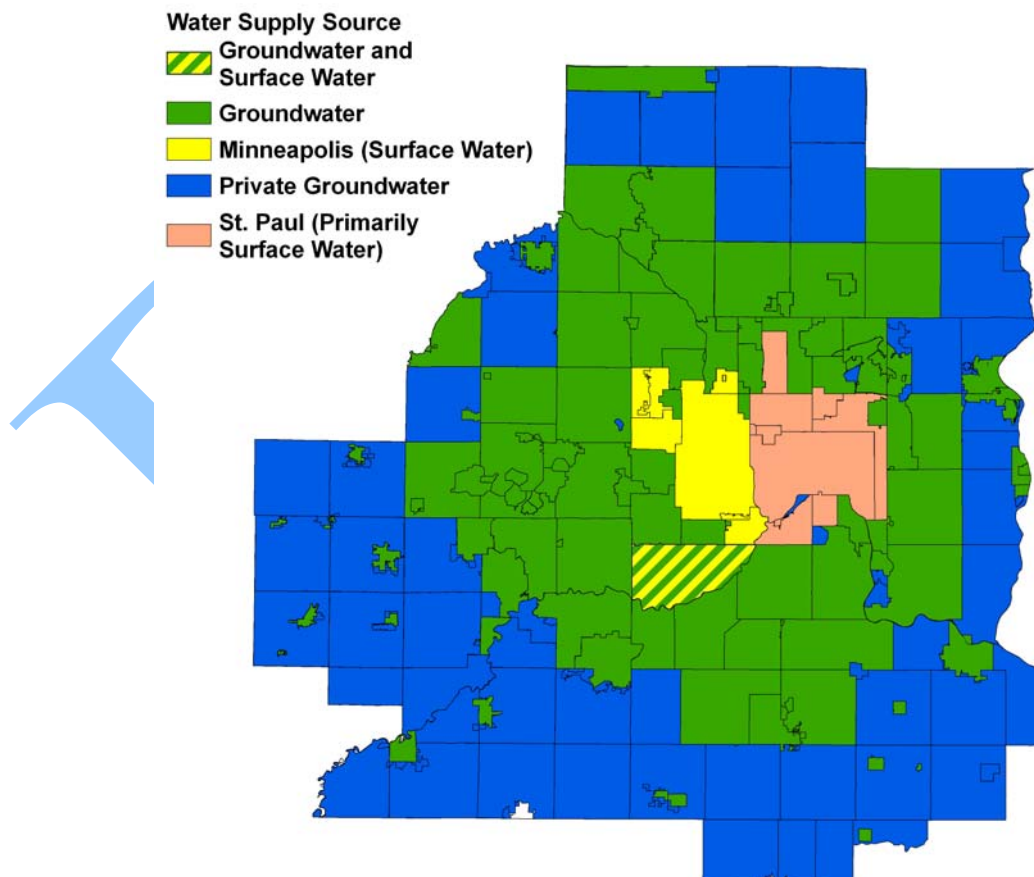 Water Supply Source
Groundwater and
Surface Water
Groundwater
Minneapolis (Surface Water)
Private Groundwater
St. Paul (Primarily
Surface Water)